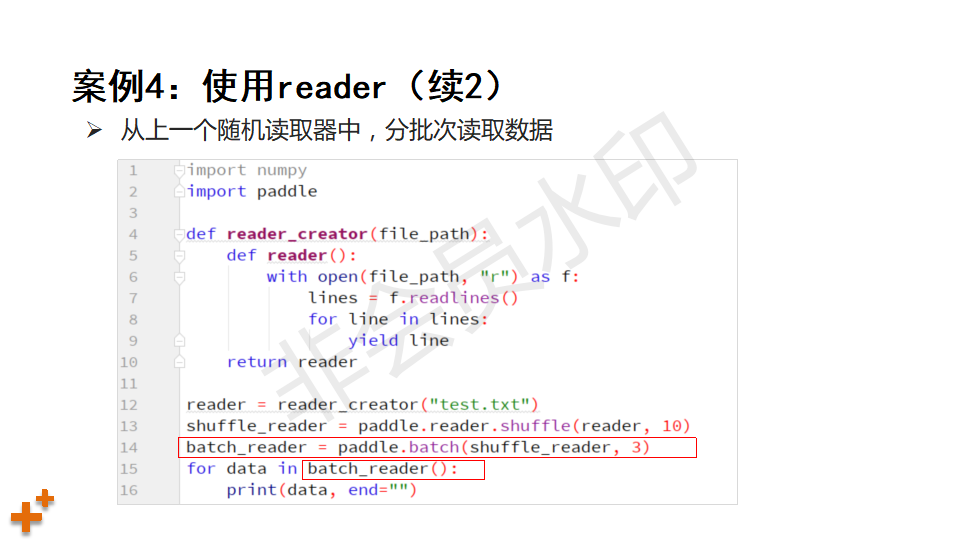 案例4：使用reader（续2）
➢ 从上一个随机读取器中，分批次读取数据
1 import numpy
2 import paddle
3
4 def reader_creator(file_path):
5     def reader():
6         with open(file_path, "r") as f:
7             lines = f.readlines()
8             for line in lines:
9                 yield line
10     return reader
11
12 reader = reader_creator("test.txt")
13 shuffle_reader = paddle.reader.shuffle(reader, 10)
14 batch_reader = paddle.batch(shuffle_reader, 3)
15 for data in batch_reader():
16     print(data, end="")
非会员水印